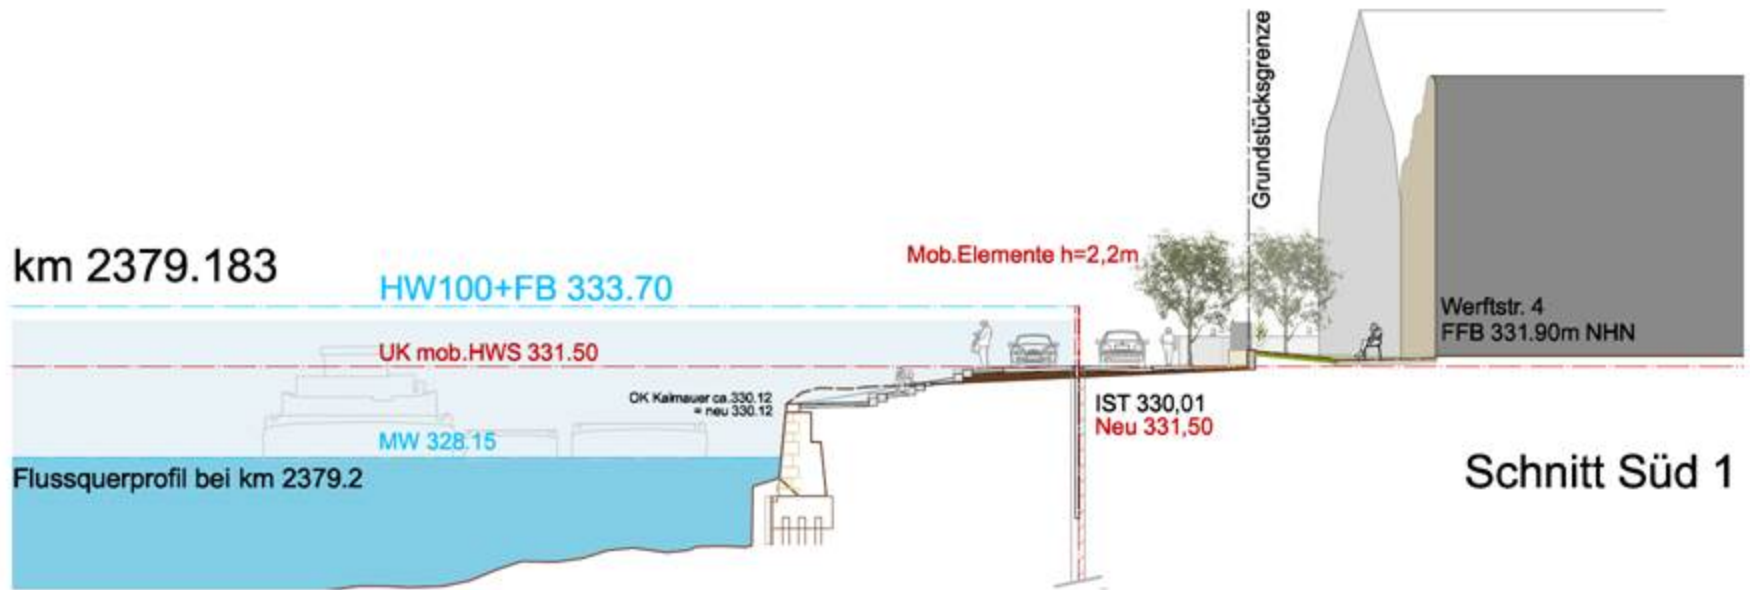 Grundstücksgrenze
km 2379.183
Mob.Elemente h=2,2m
HW100+FB 333.70
Werftstr. 4
FFB 331.90m NHN
UK mob.HWS 331.50
OK Kaimauer ca.330.12
= neu 330.12
IST 330,01
Neu 331,50
MW 328.15
Flussquerprofil bei km 2379.2
Schnitt Süd 1